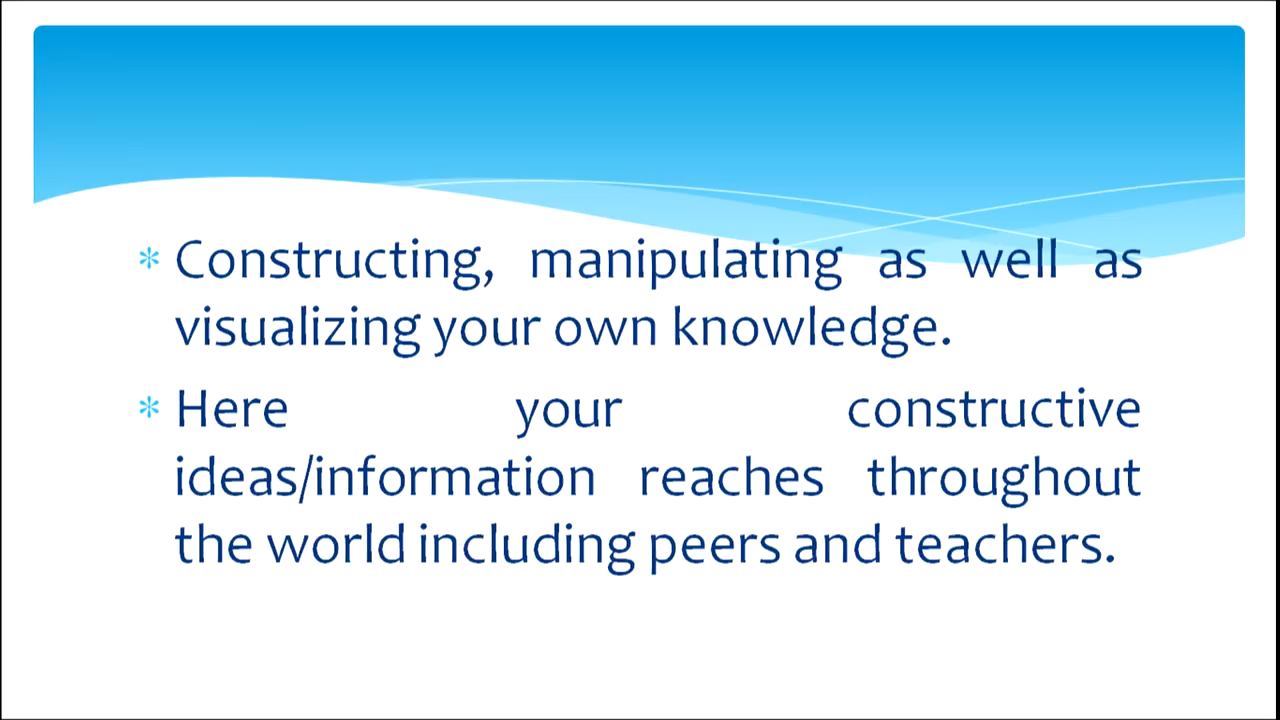 * Constructing, manipulating as well as
visualizing your own knowledge.
* Here your constructive
ideas/information reaches throughout
the world including peers and teachers.